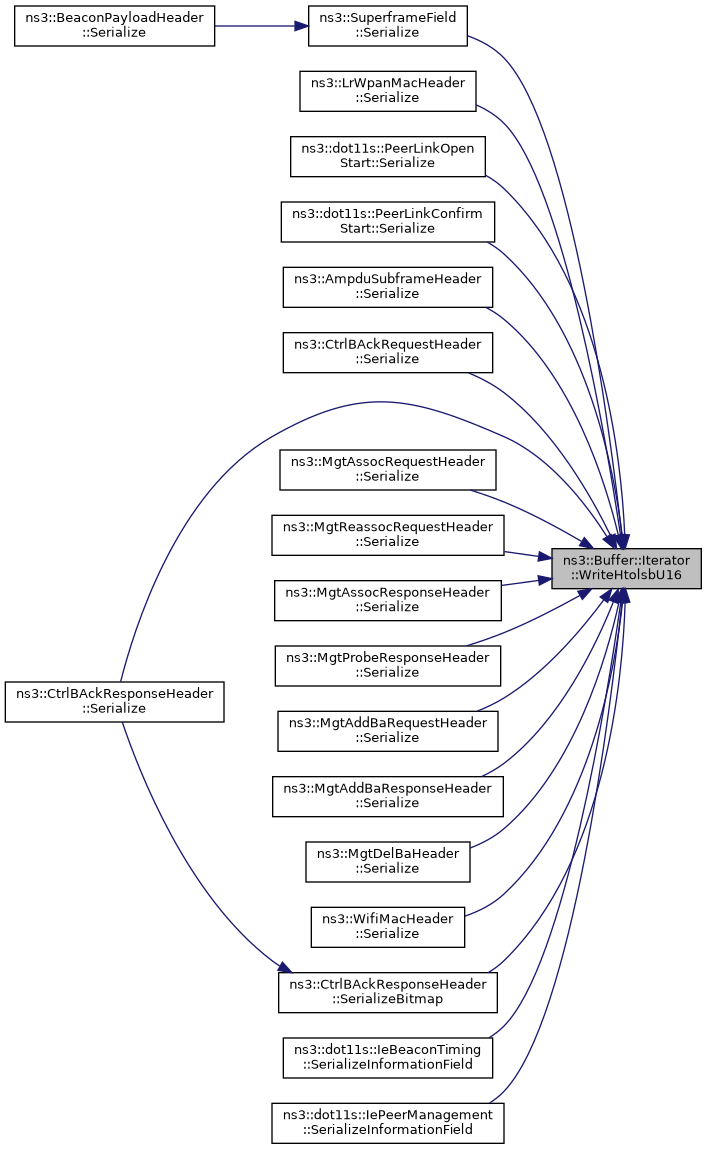 ns3::BeaconPayloadHeader
::Serialize
ns3::SuperframeField
::Serialize
ns3::LrWpanMacHeader
::Serialize
ns3::dot11s::PeerLinkOpen
Start::Serialize
ns3::dot11s::PeerLinkConfirm
Start::Serialize
ns3::AmpduSubframeHeader
::Serialize
ns3::CtrlBAckRequestHeader
::Serialize
ns3::MgtAssocRequestHeader
::Serialize
ns3::MgtReassocRequestHeader
::Serialize
ns3::Buffer::Iterator
::WriteHtolsbU16
ns3::MgtAssocResponseHeader
::Serialize
ns3::MgtProbeResponseHeader
::Serialize
ns3::CtrlBAckResponseHeader
::Serialize
ns3::MgtAddBaRequestHeader
::Serialize
ns3::MgtAddBaResponseHeader
::Serialize
ns3::MgtDelBaHeader
::Serialize
ns3::WifiMacHeader
::Serialize
ns3::CtrlBAckResponseHeader
::SerializeBitmap
ns3::dot11s::IeBeaconTiming
::SerializeInformationField
ns3::dot11s::IePeerManagement
::SerializeInformationField